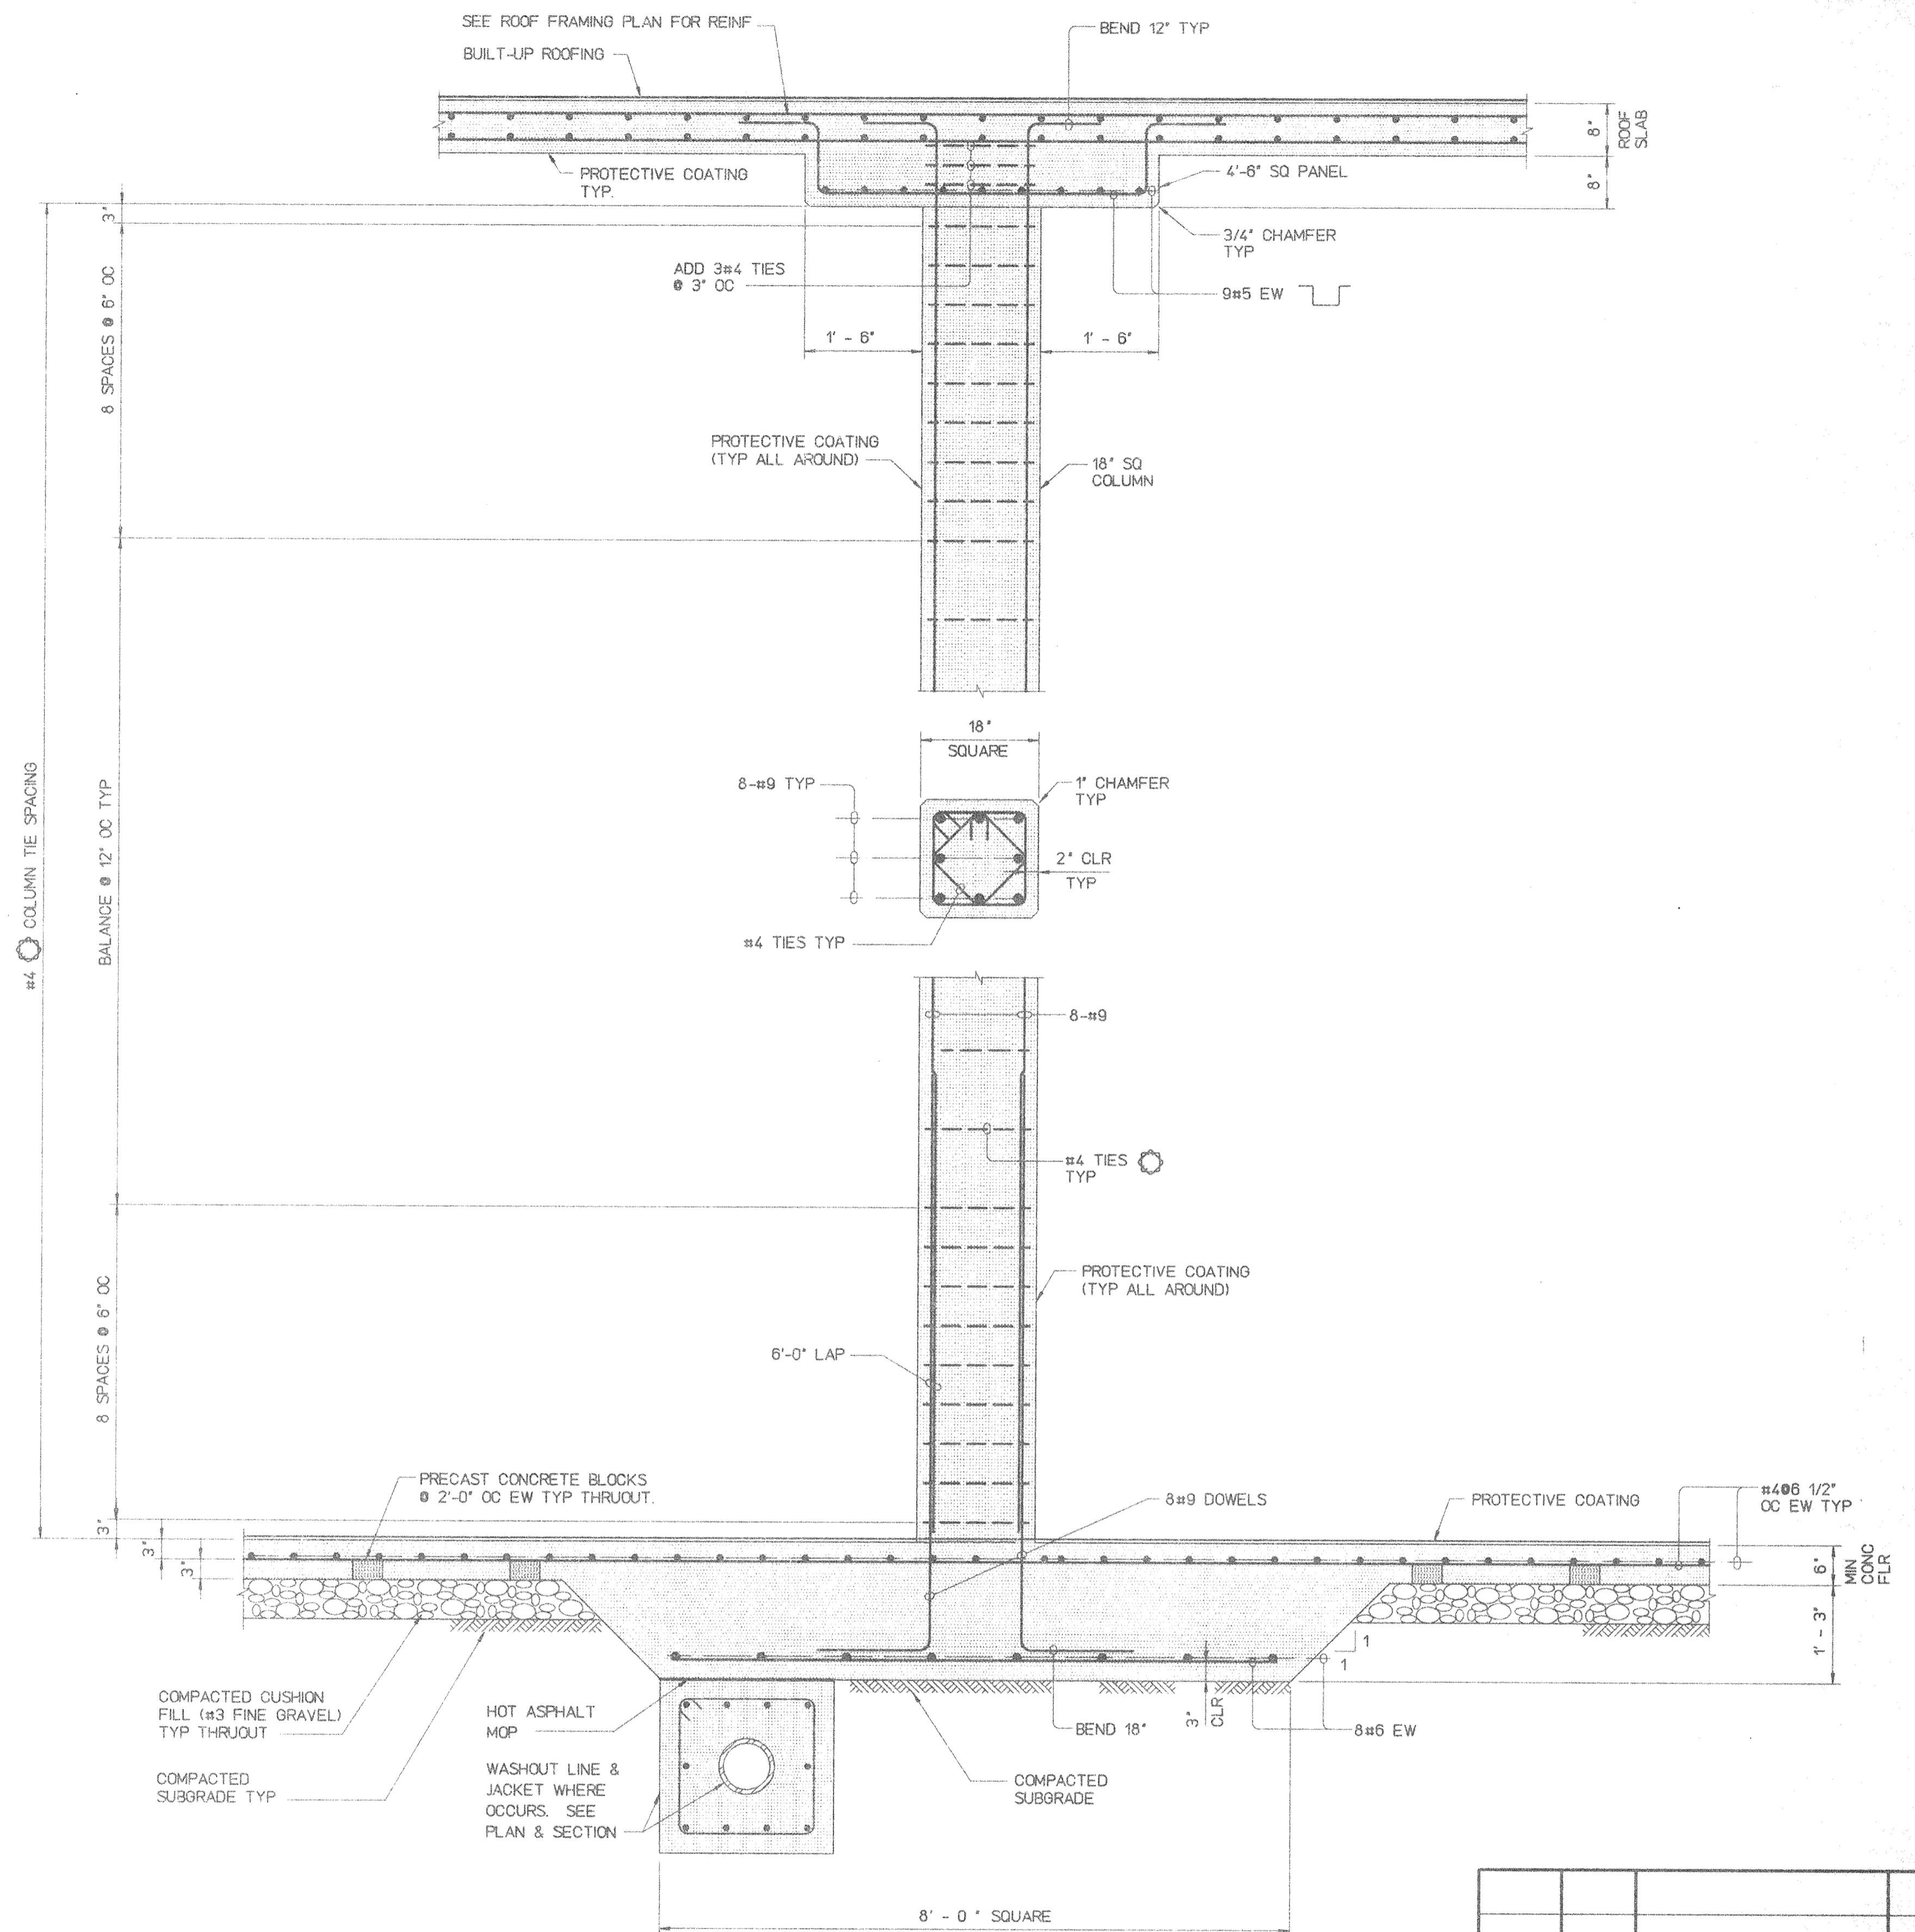 SEE ROOF FRAMING PLAN FOR REINF
BUILT-UP ROOFING
BEND 12" TYP
8"
ROOF
SLAB
8"
PROTECTIVE COATING
TYP.
4'-6" SQ PANEL
3/4" CHAMFER
TYP
3"
ADD 3#4 TIES
@ 3" OC
9#5 EW
1' - 6"
1' - 6"
8 SPACES @ 6" OC
PROTECTIVE COATING
(TYP ALL AROUND)
18" SQ
COLUMN
18"
SQUARE
8-#9 TYP
1" CHAMFER
TYP
2" CLR
TYP
#4 TIES TYP
#4 COLUMN TIE SPACING
BALANCE @ 12" OC TYP
8-#9
#4 TIES
TYP
PROTECTIVE COATING
(TYP ALL AROUND)
8 SPACES @ 6" OC
6'-0" LAP
PRECAST CONCRETE BLOCKS
@ 2'-0" OC EW TYP THRUOUT.
8#9 DOWELS
PROTECTIVE COATING
#4@6 1/2"
OC EW TYP
3"
3"
3"
6"
MIN
CONC
FLR
1' - 3"
1
1
COMPACTED CUSHION
FILL (#3 FINE GRAVEL)
TYP THRUOUT
HOT ASPHALT
MOP
BEND 18"
3"
CLR
8#6 EW
COMPACTED
SUBGRADE TYP
WASHOUT LINE &
JACKET WHERE
OCCURS. SEE
PLAN & SECTION
COMPACTED
SUBGRADE
8' - 0 " SQUARE